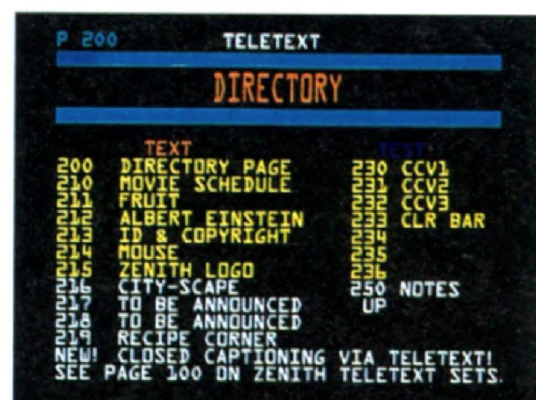 P 200 TELETEXT
DIRECTORY
TEXT TEST
200 DIRECTORY PAGE 230 CCV1
210 MOVIE SCHEDULE 231 CCV2
211 FRUIT 232 CCV3
212 ALBERT EINSTEIN 233 CLR BAR
213 ID & COPYRIGHT 234
214 MOUSE 235
215 ZENITH LOGO 236
216 CITY-SCAPE 250 NOTES
217 TO BE ANNOUNCED UP
218 TO BE ANNOUNCED
219 RECIPE CORNER
NEW! CLOSED CAPTIONING VIA TELETEXT!
SEE PAGE 100 ON ZENITH TELETEXT SETS.